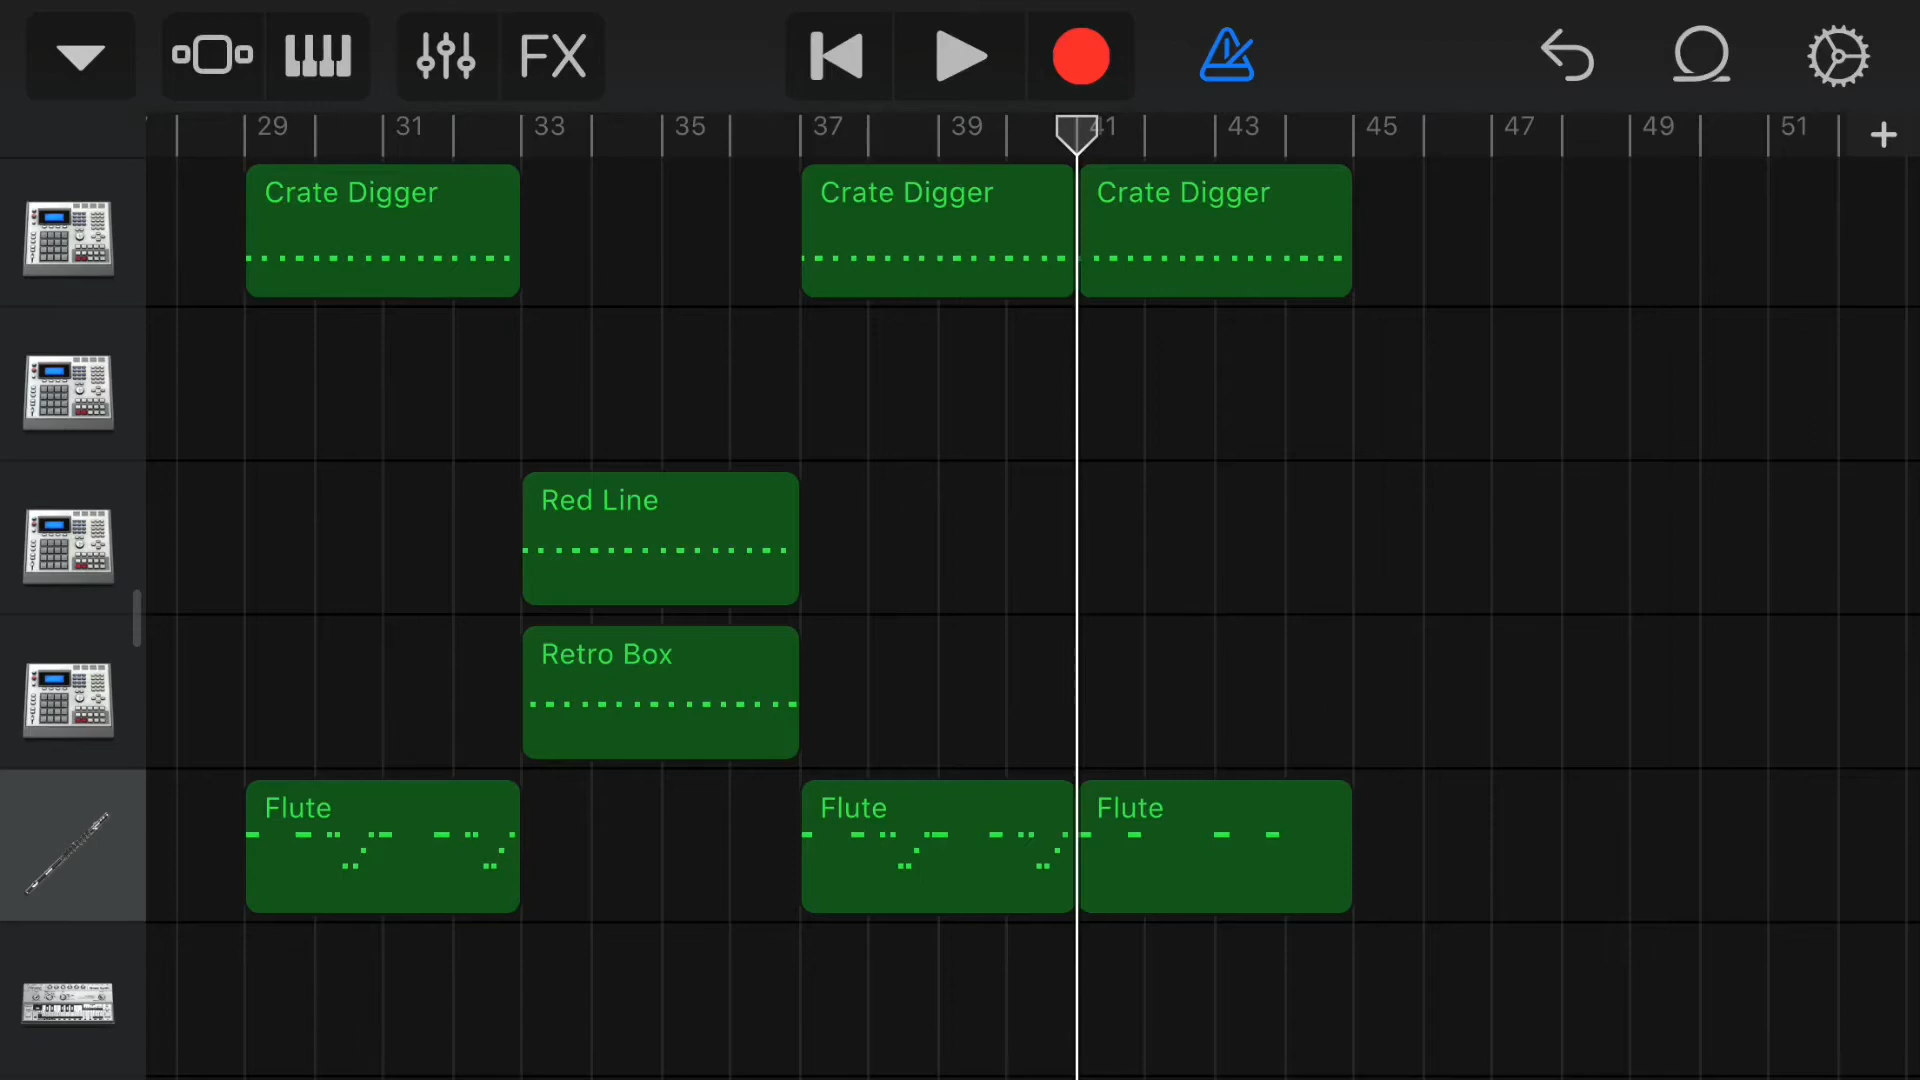 FX
29 31 33 35 37 39 41 43 45 47 49 51 +
Crate Digger Crate Digger Crate Digger
Red Line
Retro Box
Flute Flute Flute